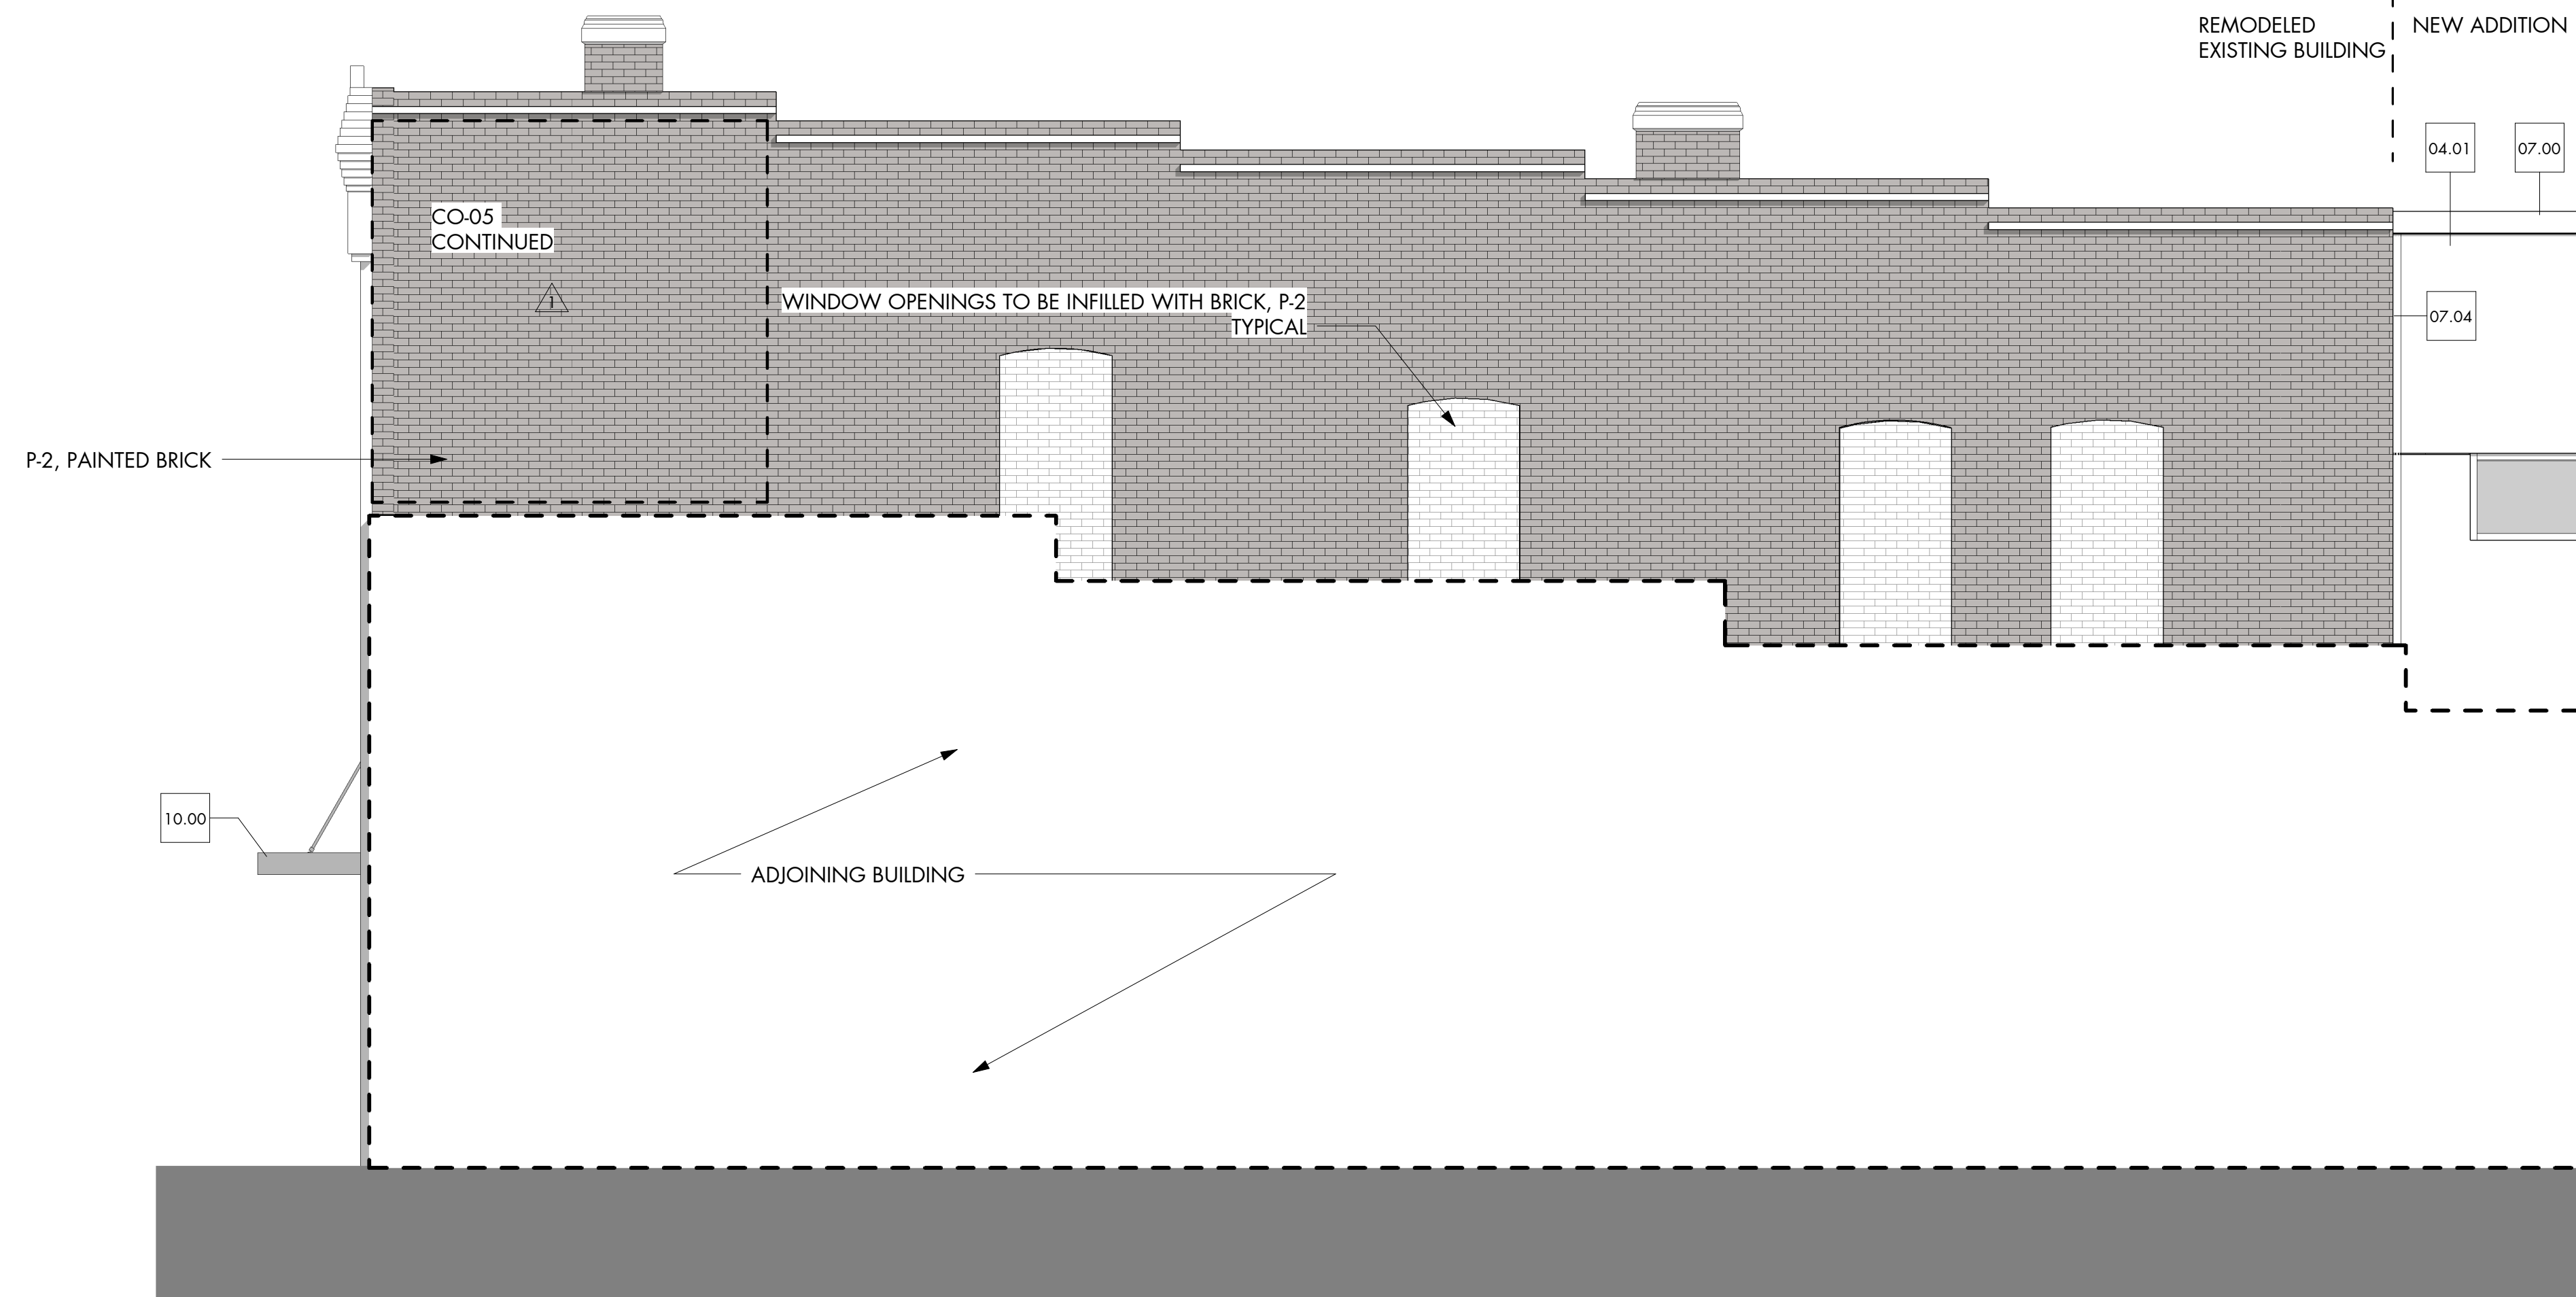 REMODELED
EXISTING BUILDING
NEW ADDITION
04.01
07.00
CO-05
CONTINUED
1
WINDOW OPENINGS TO BE INFILLED WITH BRICK, P-2
TYPICAL
07.04
P-2, PAINTED BRICK
10.00
ADJOINING BUILDING